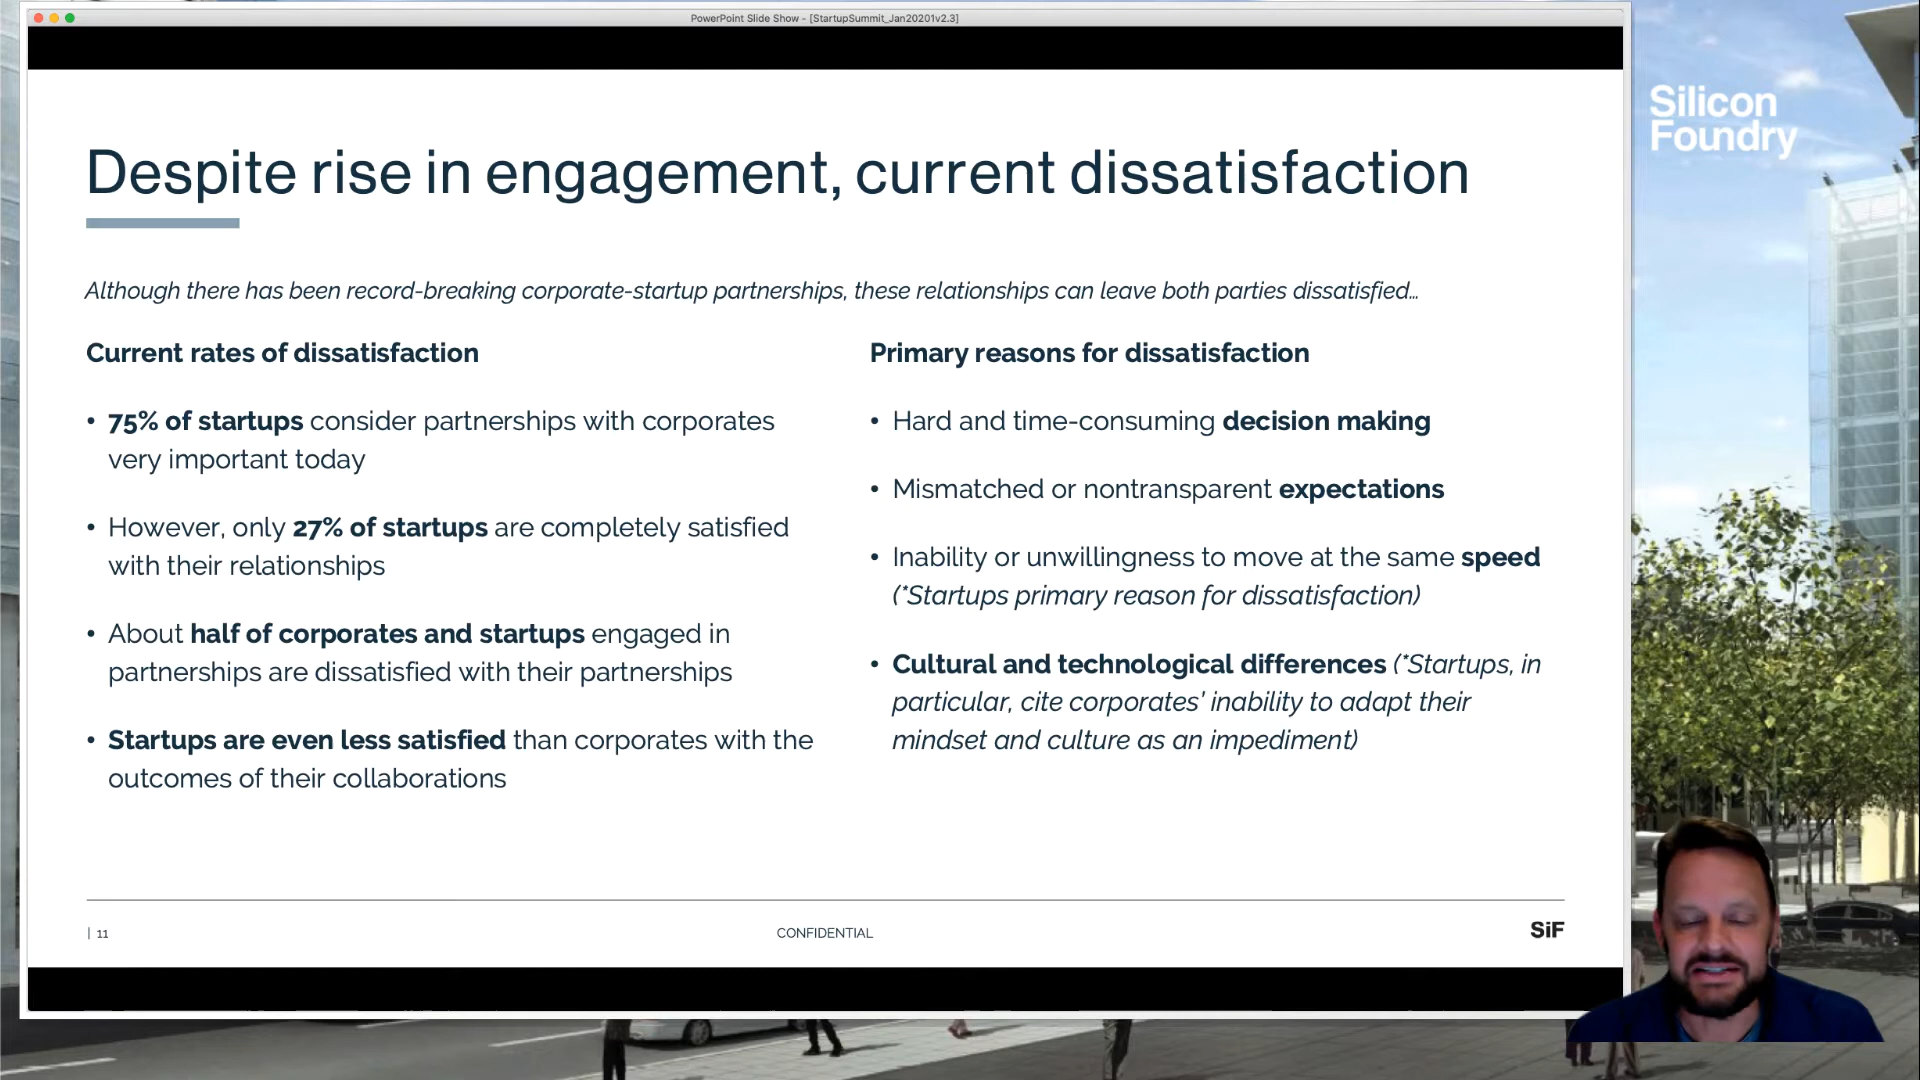 PowerPoint Slide Show - [StartupSummit_Jan20201v2.3]
Silicon
Foundry
Despite rise in engagement, current dissatisfaction
Although there has been record-breaking corporate-startup partnerships, these relationships can leave both parties dissatisfied…
Current rates of dissatisfaction
• 75% of startups consider partnerships with corporates
very important today
• However, only 27% of startups are completely satisfied
with their relationships
• About half of corporates and startups engaged in
partnerships are dissatisfied with their partnerships
• Startups are even less satisfied than corporates with the
outcomes of their collaborations
Primary reasons for dissatisfaction
• Hard and time-consuming decision making
• Mismatched or nontransparent expectations
• Inability or unwillingness to move at the same speed
(*Startups primary reason for dissatisfaction)
• Cultural and technological differences (*Startups, in
particular, cite corporates' inability to adapt their
mindset and culture as an impediment)
| 11
CONFIDENTIAL
SiF